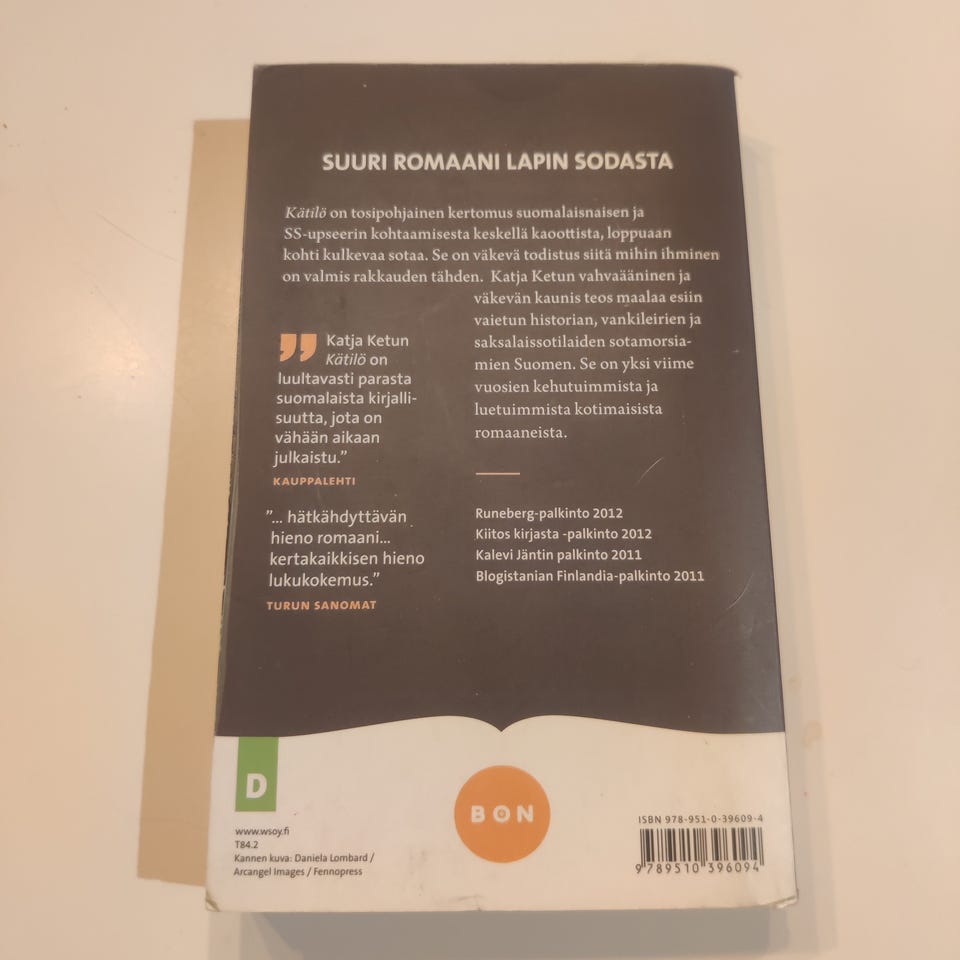 SUURI ROMAANI LAPIN SODASTA
Kätilö on tosipohjainen kertomus suomalaisnaisen ja
SS-upseerin kohtaamisesta keskellä kaoottista, loppuaan
kohti kulkevaa sotaa. Se on väkevä todistus siitä mihin ihminen
on valmis rakkauden tähden. Katja Ketun vahvaääninen ja
väkevän kaunis teos maalaa esiin
vaietun historian, vankileirien ja
saksalaissotilaiden sotamorsia-
mien Suomen. Se on yksi viime
vuosien kehutuimmista ja
luetuimmista kotimaisista
romaaneista.
"Katja Ketun
Kätilö on
luultavasti parasta
suomalaista kirjalli-
suutta, jota on
vähään aikaan
julkaistu.”
KAUPPALEHTI
”... hätkähdyttävän
hieno romaani...
kertakaikkisen hieno
lukukokemus.”
TURUN SANOMAT
Runeberg-palkinto 2012
Kiitos kirjasta -palkinto 2012
Kalevi Jäntin palkinto 2011
Blogistanian Finlandia-palkinto 2011
D
www.wsoy.fi
T84.2
Kannen kuva: Daniela Lombard /
Arcangel Images / Fennopress
BON
ISBN 978-951-0-39609-4
9 789510 396094